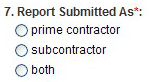 7. Report Submitted As*:
prime contractor
subcontractor
both